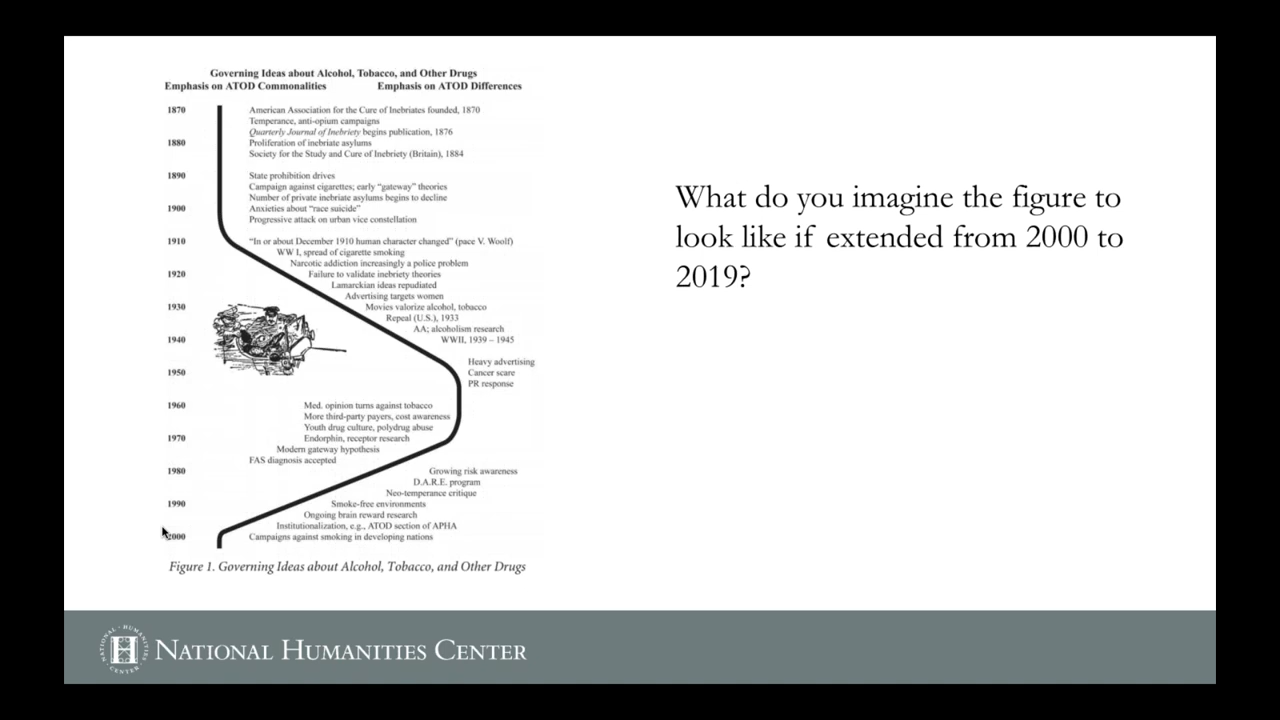 Governing Ideas about Alcohol, Tobacco, and Other Drugs
Emphasis on ATOD Commonalities Emphasis on ATOD Differences
1870 American Association for the Cure of Inebriates founded, 1870
Temperance, anti-opium campaigns
Quarterly Journal of Inebriety begins publication, 1876
1880 Proliferation of inebriate asylums
Society for the Study and Cure of Inebriety (Britain), 1884
1890 State prohibition drives
Campaign against cigarettes; early “gateway” theories
Number of private inebriate asylums begins to decline
1900 Anxieties about “race suicide”
Progressive attack on urban vice constellation
1910 “In or about December 1910 human character changed” (pace V. Woolf)
WW I, spread of cigarette smoking
Narcotic addiction increasingly a police problem
1920 Failure to validate inebriety theories
Lamarckian ideas repudiated
Advertising targets women
1930 Movies valorize alcohol, tobacco
Repeal (U.S.), 1933
AA; alcoholism research
1940 WWII, 1939 – 1945
Heavy advertising
1950 Cancer scare
PR response
1960 Med. opinion turns against tobacco
More third-party payers, cost awareness
Youth drug culture, polydrug abuse
1970 Endorphin, receptor research
Modern gateway hypothesis
FAS diagnosis accepted
1980 Growing risk awareness
D.A.R.E. program
Neo-temperance critique
1990 Smoke-free environments
Ongoing brain reward research
Institutionalization, e.g., ATOD section of APHA
2000 Campaigns against smoking in developing nations
Figure 1. Governing Ideas about Alcohol, Tobacco, and Other Drugs
What do you imagine the figure to
look like if extended from 2000 to
2019?
NATIONAL HUMANITIES CENTER